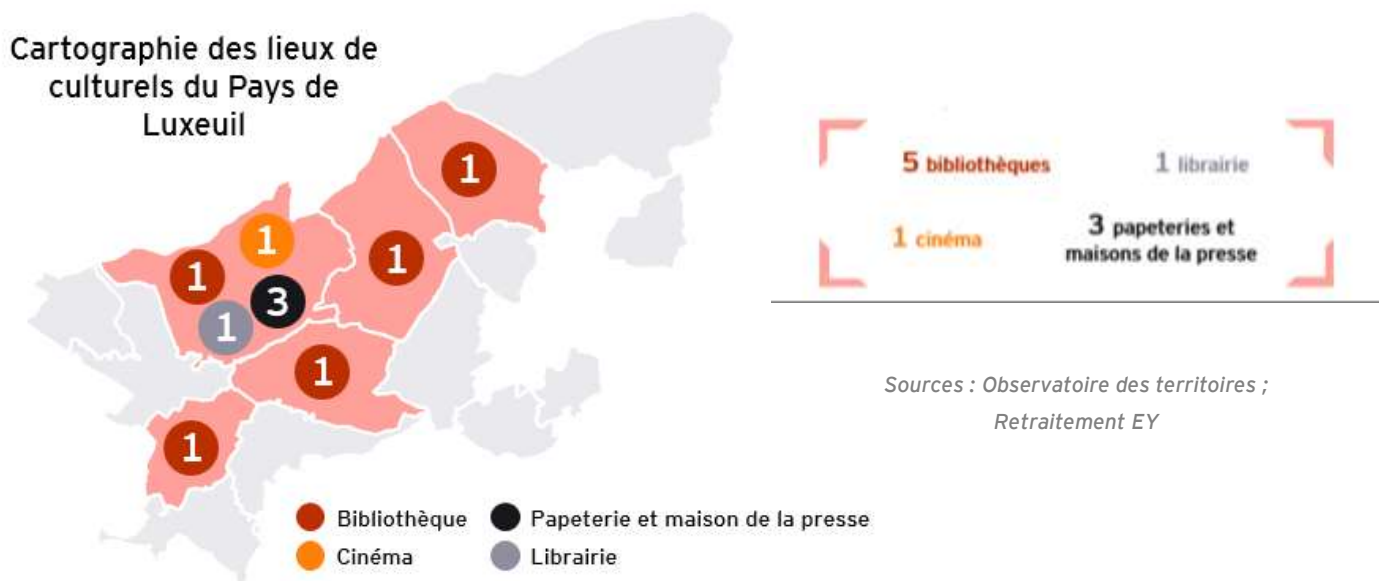 Cartographie des lieux de
culturels du Pays de
Luxeuil
1
1
1
1
3
1
1
1
5 bibliothèques
1 librairie
1 cinéma
3 papeteries et
maisons de la presse
Sources : Observatoire des territoires ;
Retraitement EY
Bibliothèque
Papeterie et maison de la presse
Cinéma
Librairie